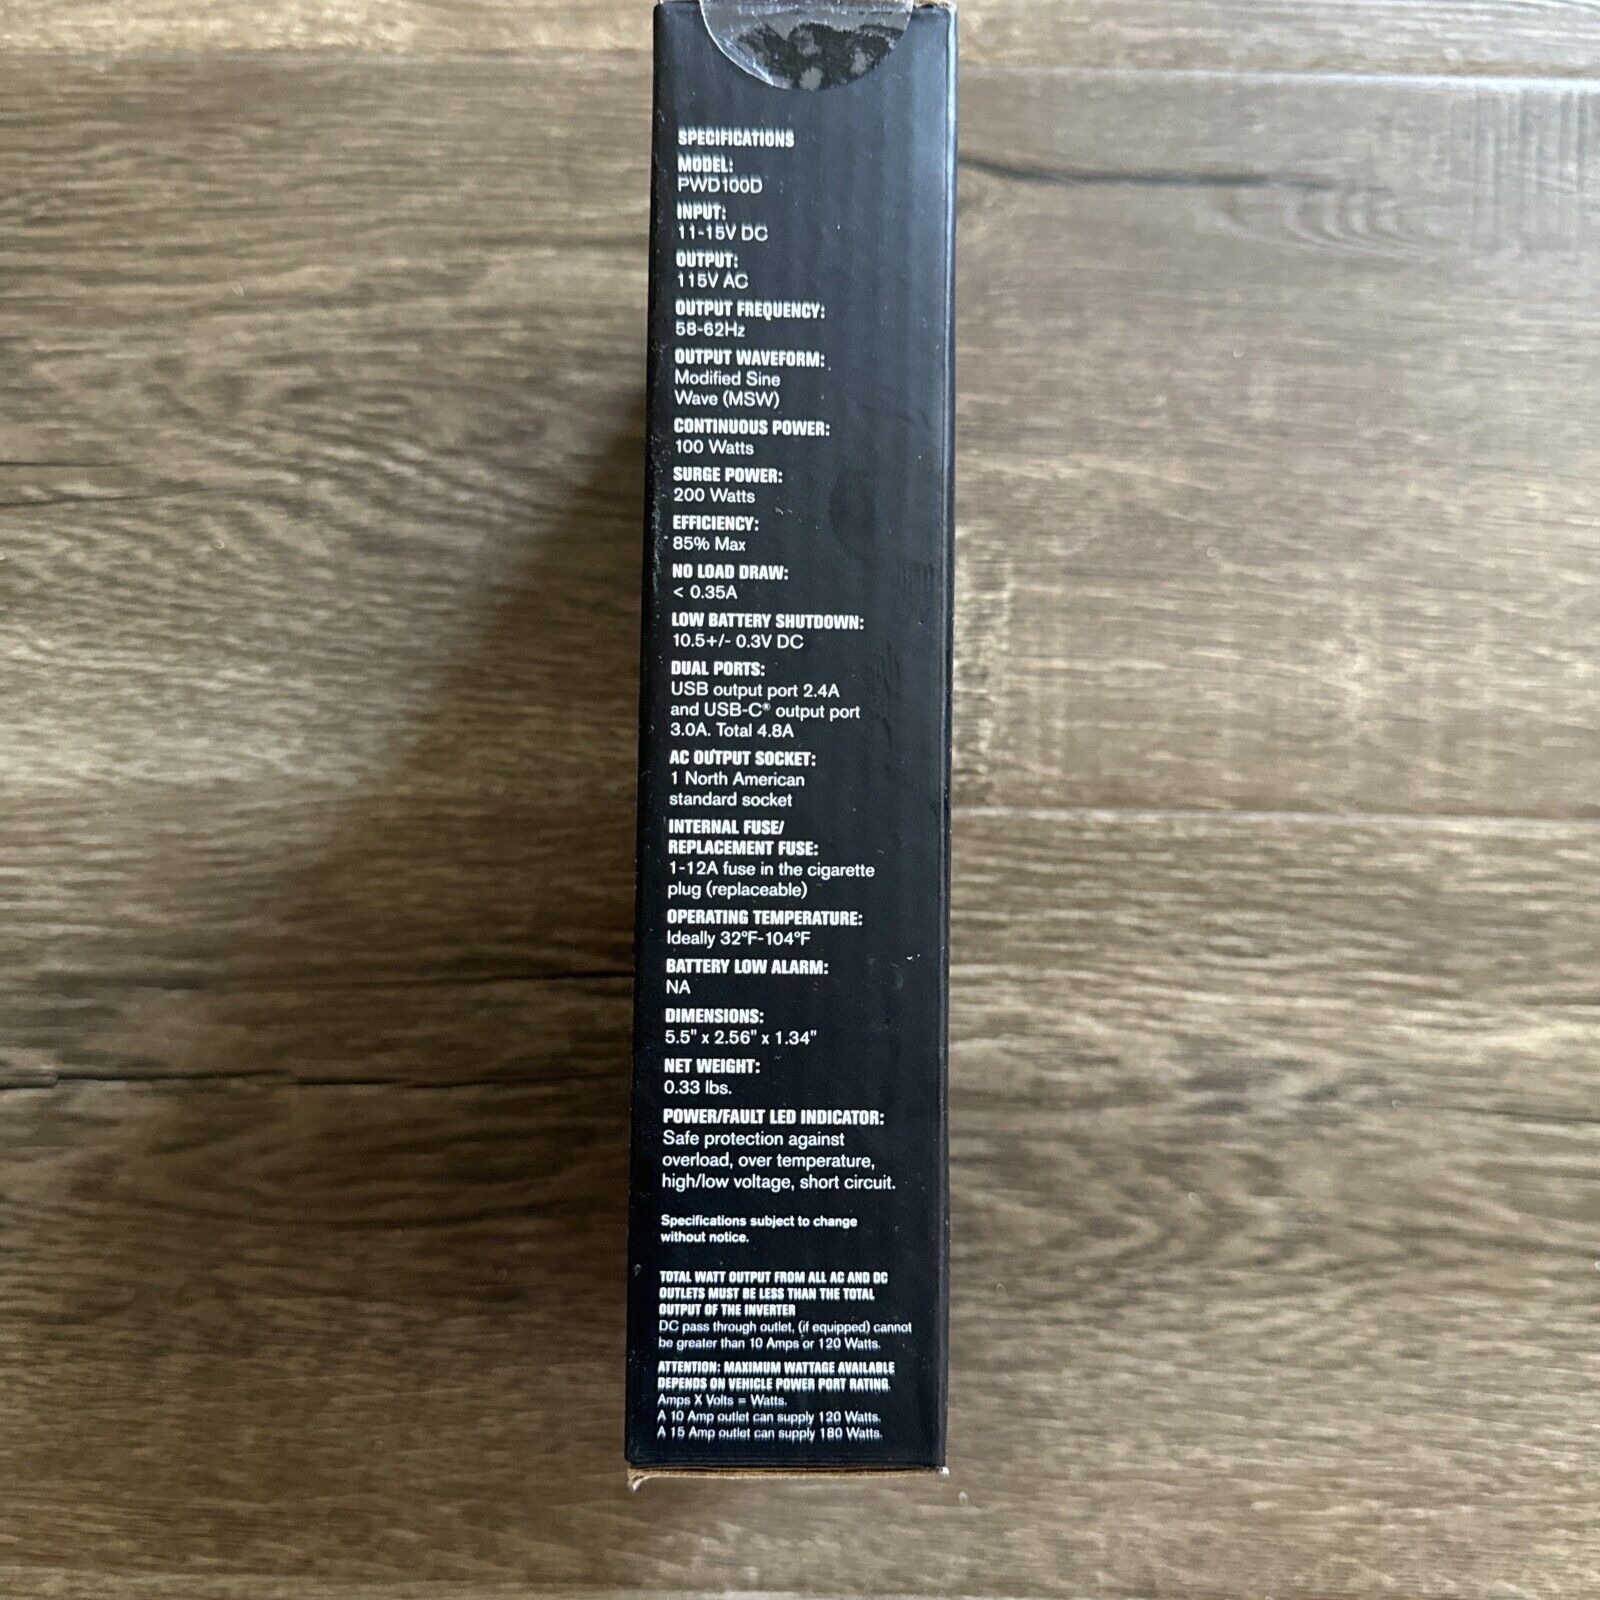 SPECIFICATIONS
MODEL:
PWD100D
INPUT:
11-15V DC
OUTPUT:
115V AC
OUTPUT FREQUENCY:
58-62Hz
OUTPUT WAVEFORM:
Modified Sine
Wave (MSW)
CONTINUOUS POWER:
100 Watts
SURGE POWER:
200 Watts
EFFICIENCY:
85% Max
NO LOAD DRAW:
< 0.35A
LOW BATTERY SHUTDOWN:
10.5+/- 0.3V DC
DUAL PORTS:
USB output port 2.4A
and USB-C® output port
3.0A. Total 4.8A
AC OUTPUT SOCKET:
1 North American
standard socket
INTERNAL FUSE/
REPLACEMENT FUSE:
1-12A fuse in the cigarette
plug (replaceable)
OPERATING TEMPERATURE:
Ideally 32°F-104°F
BATTERY LOW ALARM:
NA
DIMENSIONS:
5.5" x 2.56" x 1.34"
NET WEIGHT:
0.33 lbs.
POWER/FAULT LED INDICATOR:
Safe protection against
overload, over temperature,
high/low voltage, short circuit.
Specifications subject to change
without notice.
TOTAL WATT OUTPUT FROM ALL AC AND DC
OUTLETS MUST BE LESS THAN THE TOTAL
OUTPUT OF THE INVERTER
DC pass through outlet, (if equipped) cannot
be greater than 10 Amps or 120 Watts.
ATTENTION: MAXIMUM WATTAGE AVAILABLE
DEPENDS ON VEHICLE POWER PORT RATING.
Amps X Volts = Watts.
A 10 Amp outlet can supply 120 Watts.
A 15 Amp outlet can supply 180 Watts.